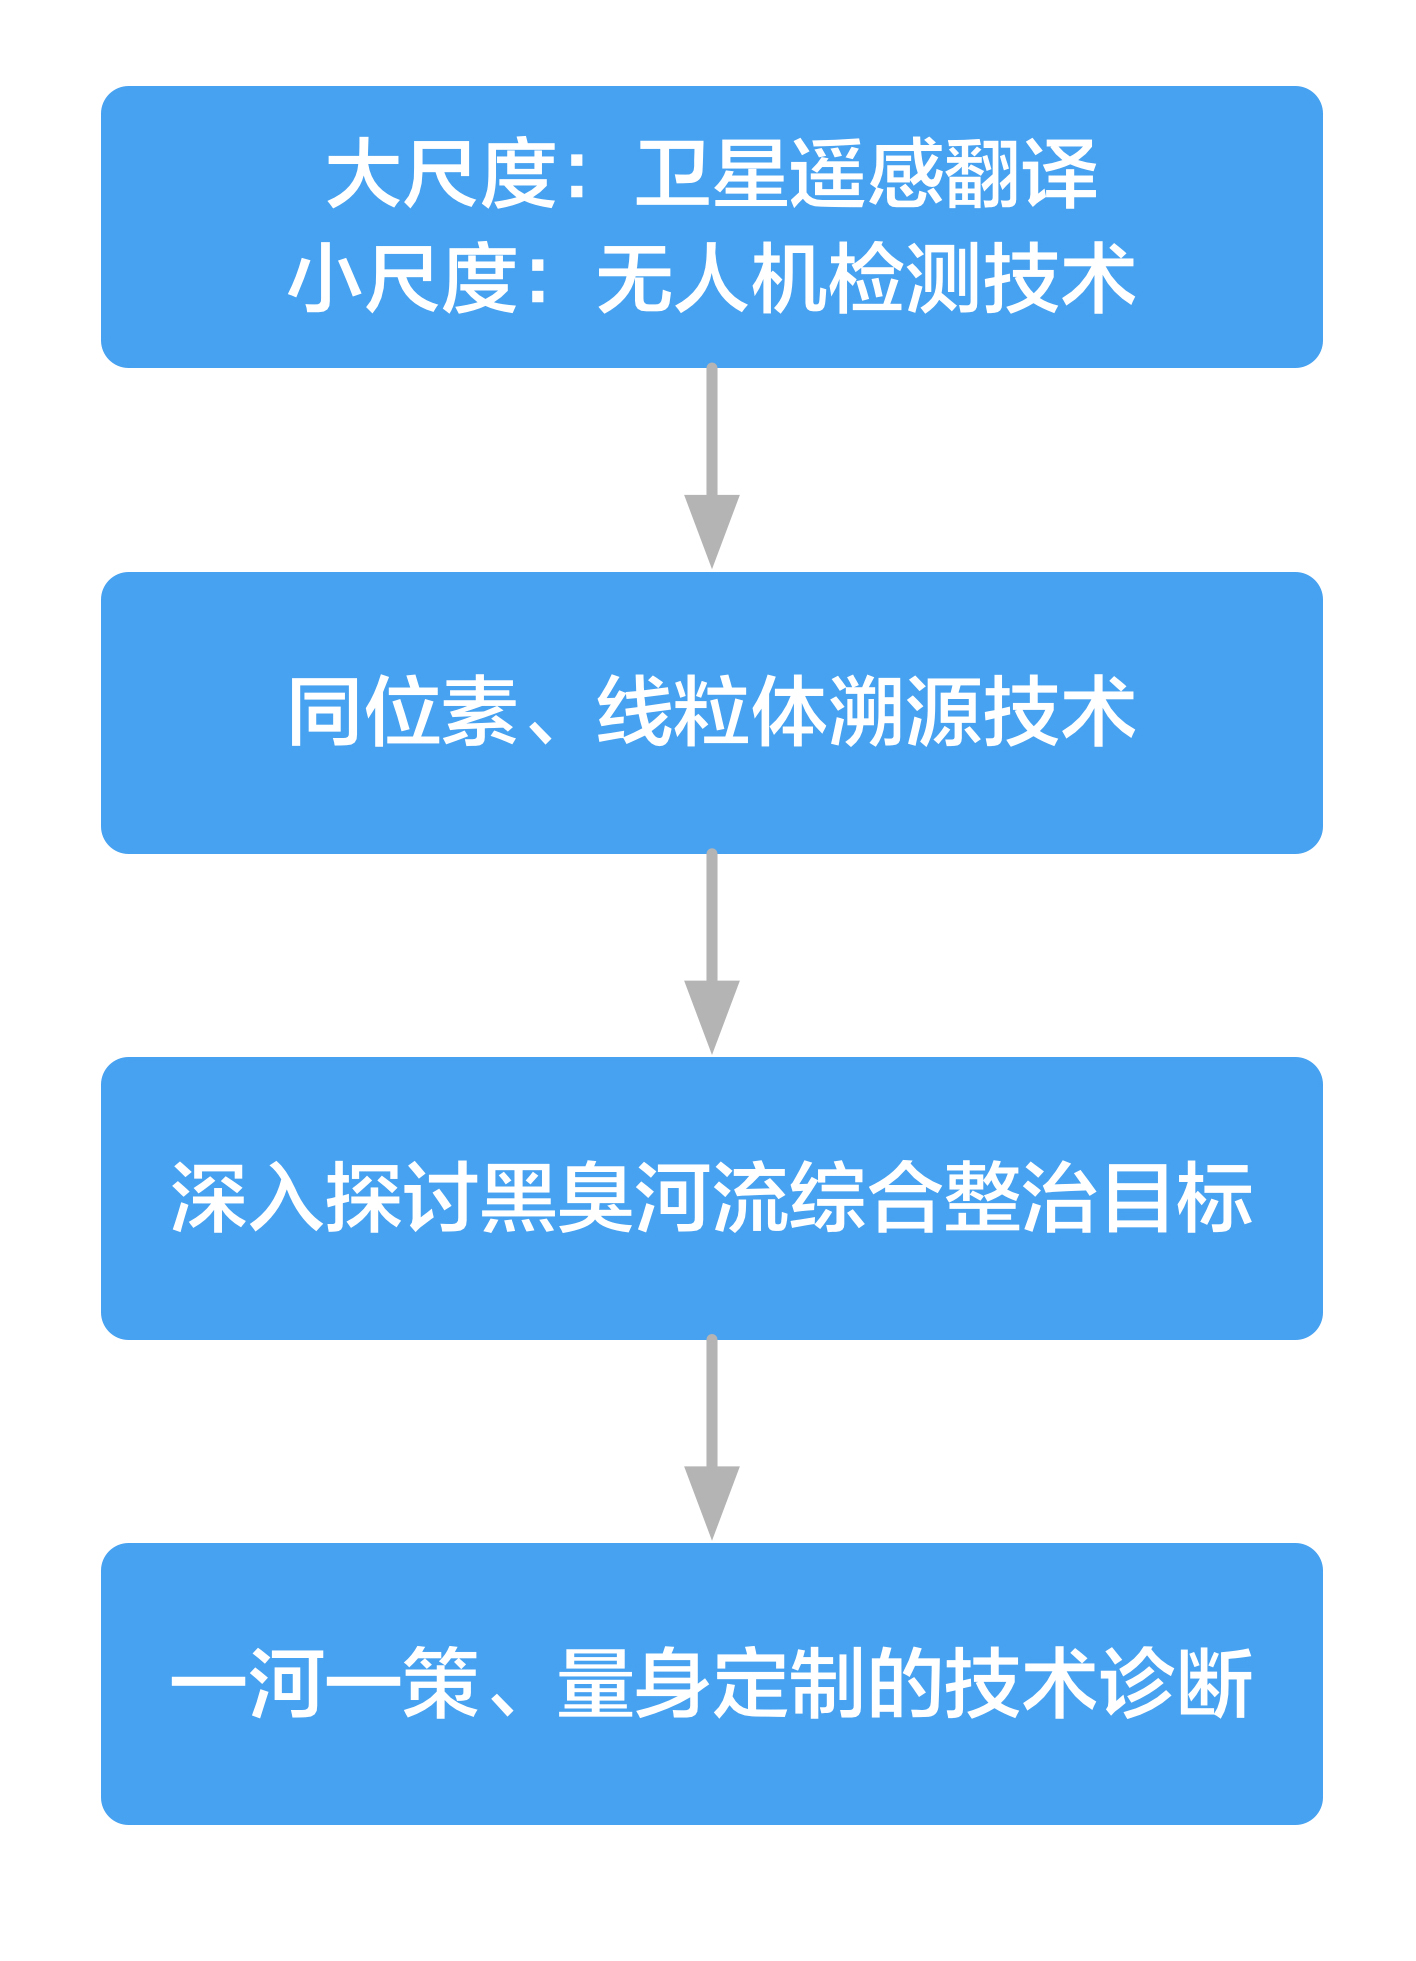 大尺度：卫星遥感翻译
小尺度：无人机检测技术
同位素、线粒体溯源技术
深入探讨黑臭河流综合整治目标
一河一策、量身定制的技术诊断